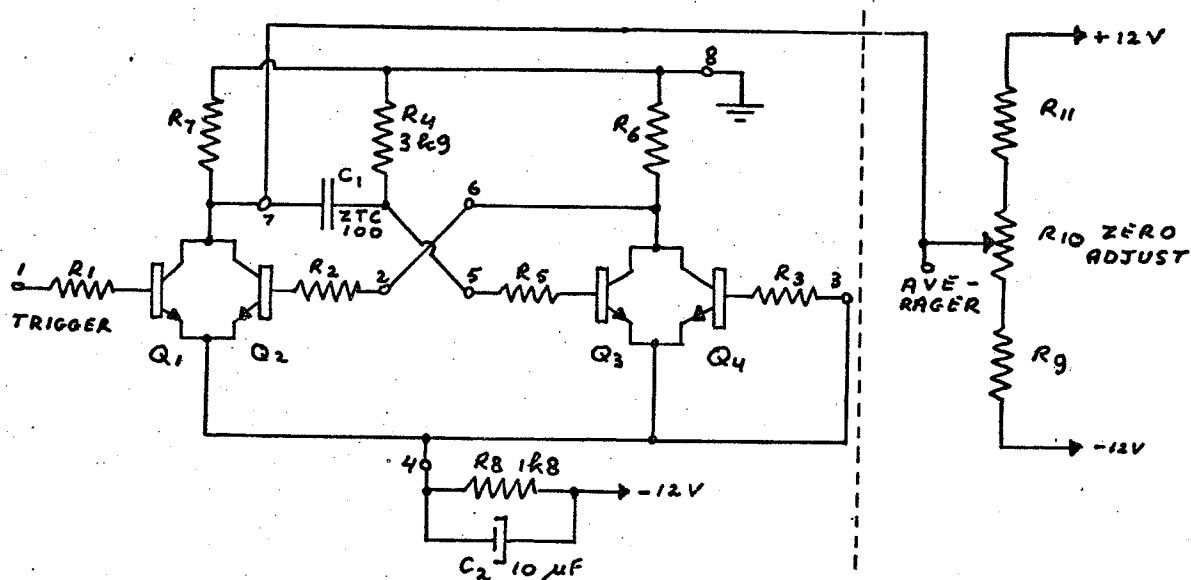 +12V
8
R7
R4
3k9
R6
R11
C1
ZTC
100
7
6
R10 ZERO
ADJUST
1
R1
R2
2
5
R5
R3
3
AVE-
RAGER
TRIGGER
Q1
Q2
Q3
Q4
R9
4
R8 1k8
-12V
-12V
C2 10 µF